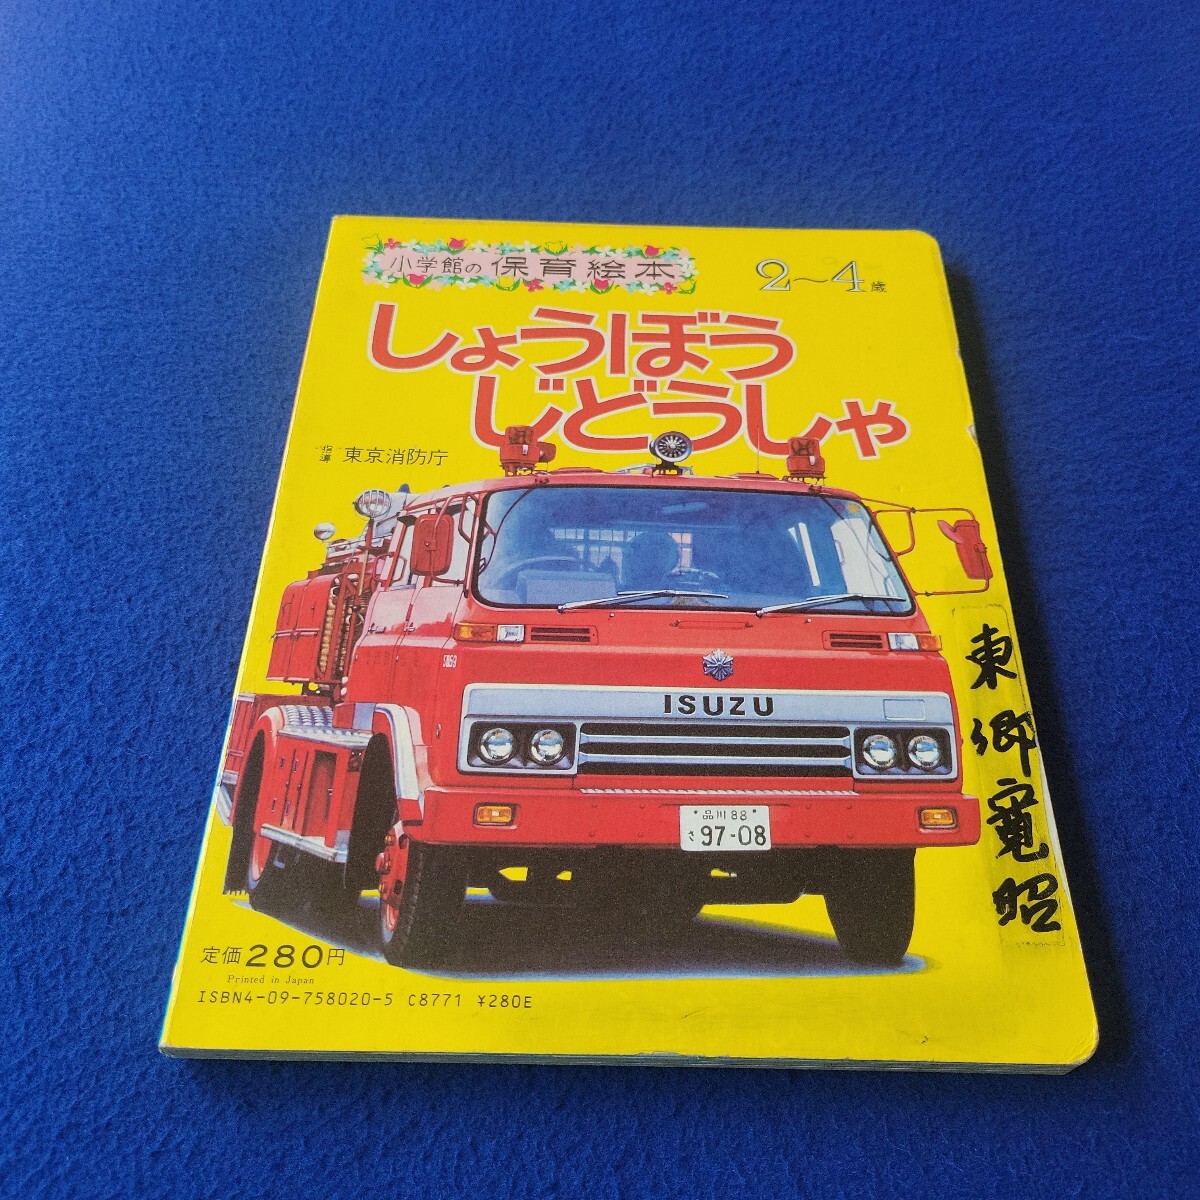 小学館の保育絵本
2〜4歳
しょうぼう
じどうしゃ
指導 東京消防庁
ISUZU
品川 88
さ 97-08
東郷寛昭
定価280円
Printed in Japan
ISBN4-09-758020-5 C8771 ¥280E